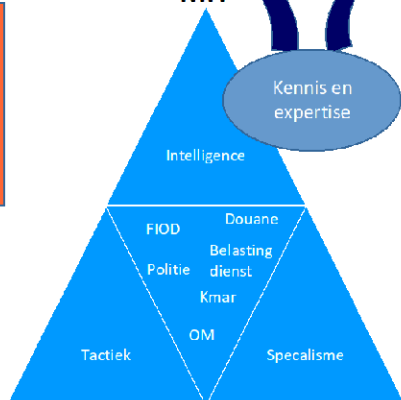 Kennis en
expertise
Intelligence
Douane
FIOD
Belasting
Politie dienst
Kmar
OM
Tactiek
Specalisme